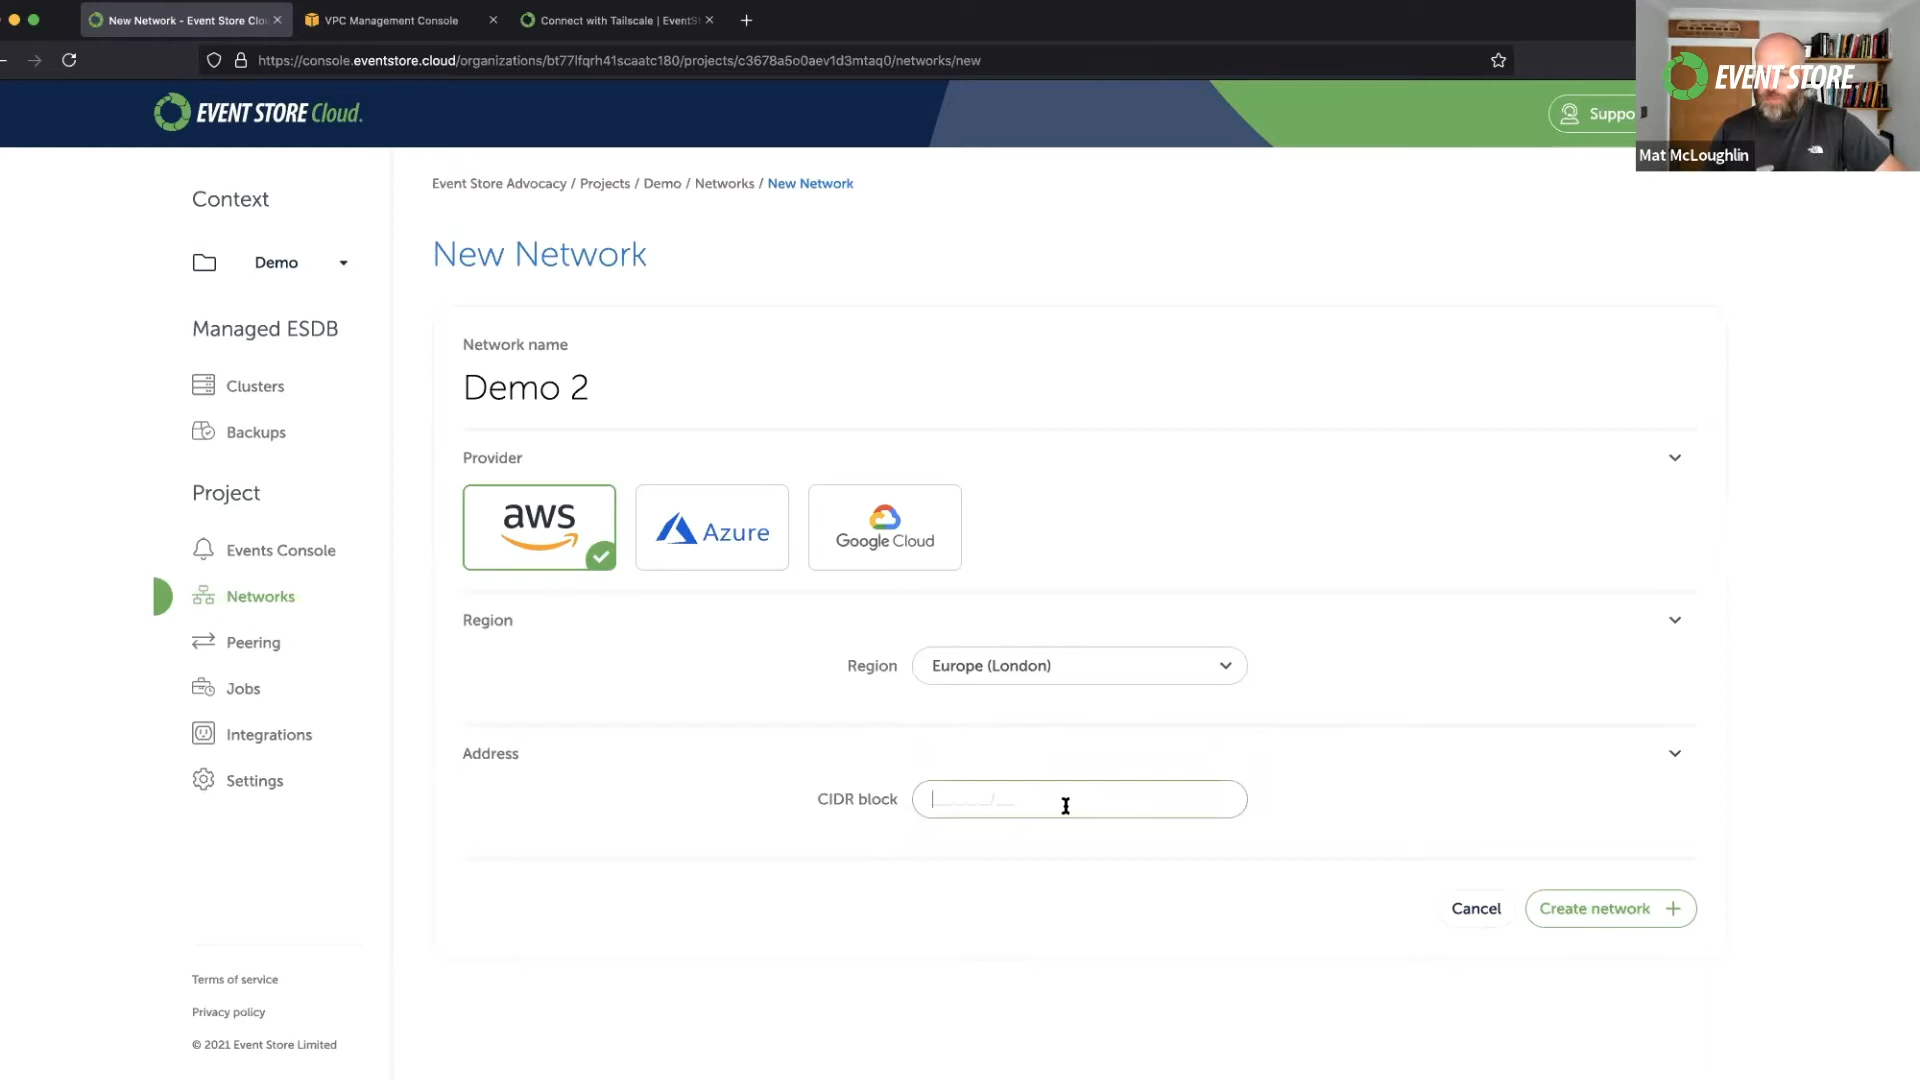 New Network - Event Store Clou
VPC Management Console
Connect with Tailscale | EventSt
https://console.eventstore.cloud/organizations/bt77lfqrh41scaatc180/projects/c3678a5o0aev1d3mtaq0/networks/new
EVENT STORE Cloud.
Suppo
EVENT STORE
Mat McLoughlin
Context
Demo
Managed ESDB
Clusters
Backups
Project
Events Console
Networks
Peering
Jobs
Integrations
Settings
Terms of service
Privacy policy
© 2021 Event Store Limited
Event Store Advocacy / Projects / Demo / Networks / New Network
New Network
Network name
Demo 2
Provider
aws
Azure
Google Cloud
Region
Region Europe (London)
Address
CIDR block
Cancel
Create network +